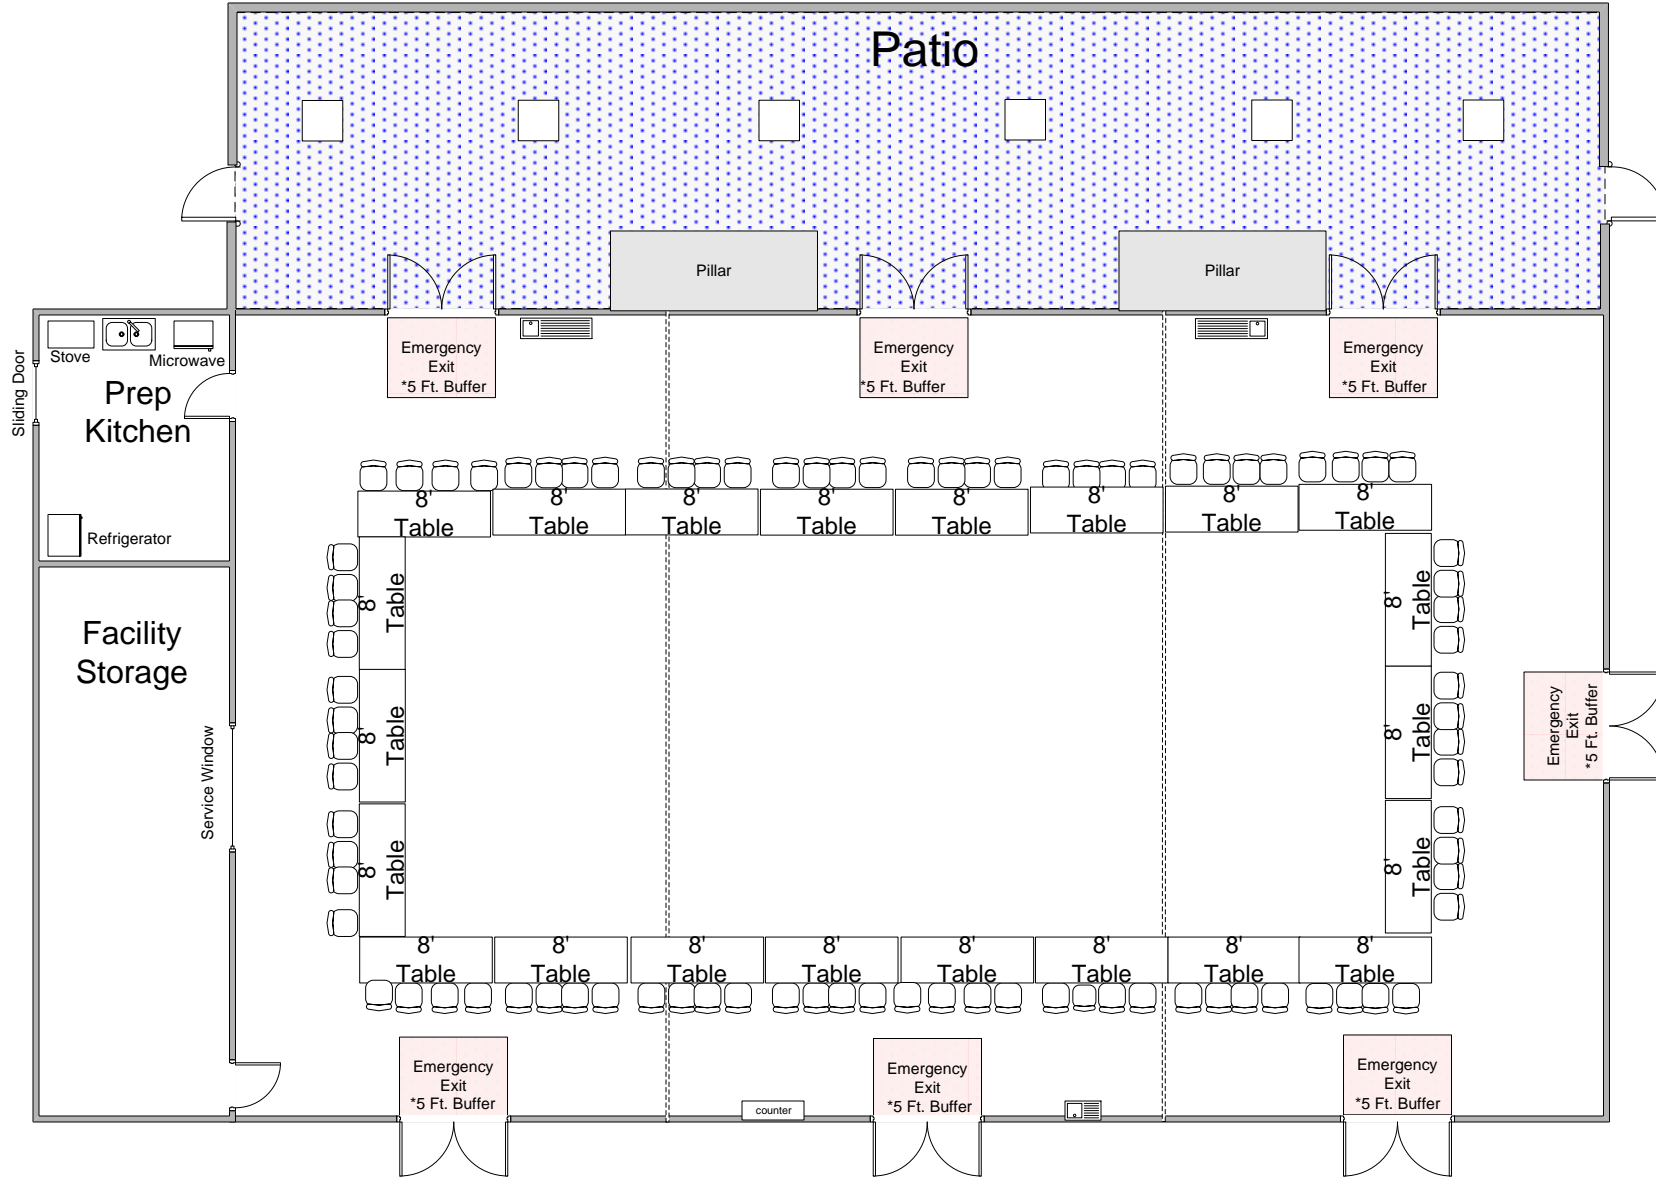 Patio
Pillar
Pillar
Emergency
Exit
*5 Ft. Buffer
Emergency
Exit
*5 Ft. Buffer
Emergency
Exit
*5 Ft. Buffer
Stove
Microwave
Sliding Door
Prep
Kitchen
Refrigerator
8'
Table
8'
Table
8'
Table
8'
Table
8'
Table
8'
Table
8'
Table
8'
Table
8'
Table
8'
Table
Facility
Storage
8'
Table
8'
Table
Emergency
Exit
*5 Ft. Buffer
Service Window
8'
Table
8'
Table
8'
Table
8'
Table
8'
Table
8'
Table
8'
Table
8'
Table
8'
Table
8'
Table
Emergency
Exit
*5 Ft. Buffer
Emergency
Exit
*5 Ft. Buffer
Emergency
Exit
*5 Ft. Buffer
counter